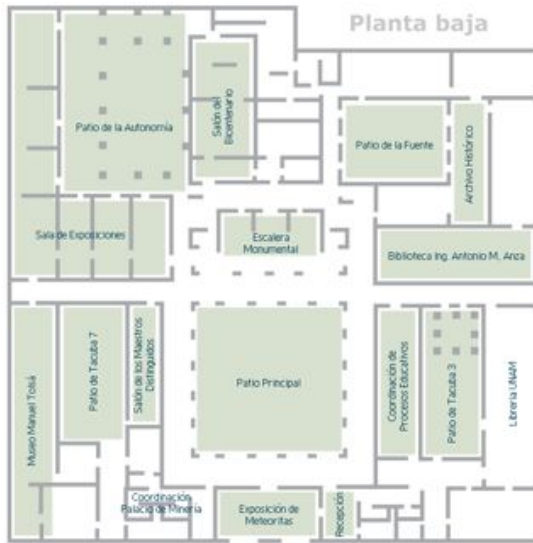 Planta baja
Patio de la Autonomía
Salón del
Bicentenario
Patio de la Fuente
Archivo Histórico
Sala de Exposiciones
Escalera
Monumental
Biblioteca Ing. Antonio M. Anza
Museo Manuel Tolsá
Patio de Tacuba 7
Salón de los Maestros
Distinguidos
Patio Principal
Coordinación de
Procesos Educativos
Patio de Tacuba 3
Librería UNAM
Coordinación
Palacio de Minería
Exposición de
Meteoritas
Recepción